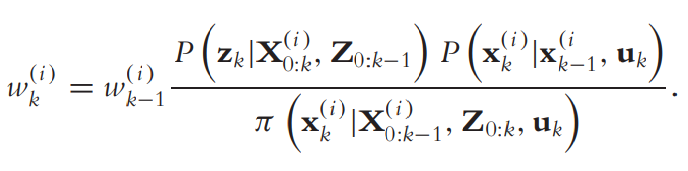 w_k^{(i)} = w_{k-1}^{(i)} \frac{P\left(\mathbf{z}_k|\mathbf{X}_{0:k}^{(i)}, \mathbf{Z}_{0:k-1}\right) P\left(\mathbf{x}_k^{(i)}|\mathbf{x}_{k-1}^{(i}, \mathbf{u}_k\right)}{\pi\left(\mathbf{x}_k^{(i)}|\mathbf{X}_{0:k-1}^{(i)}, \mathbf{Z}_{0:k}, \mathbf{u}_k\right)}.